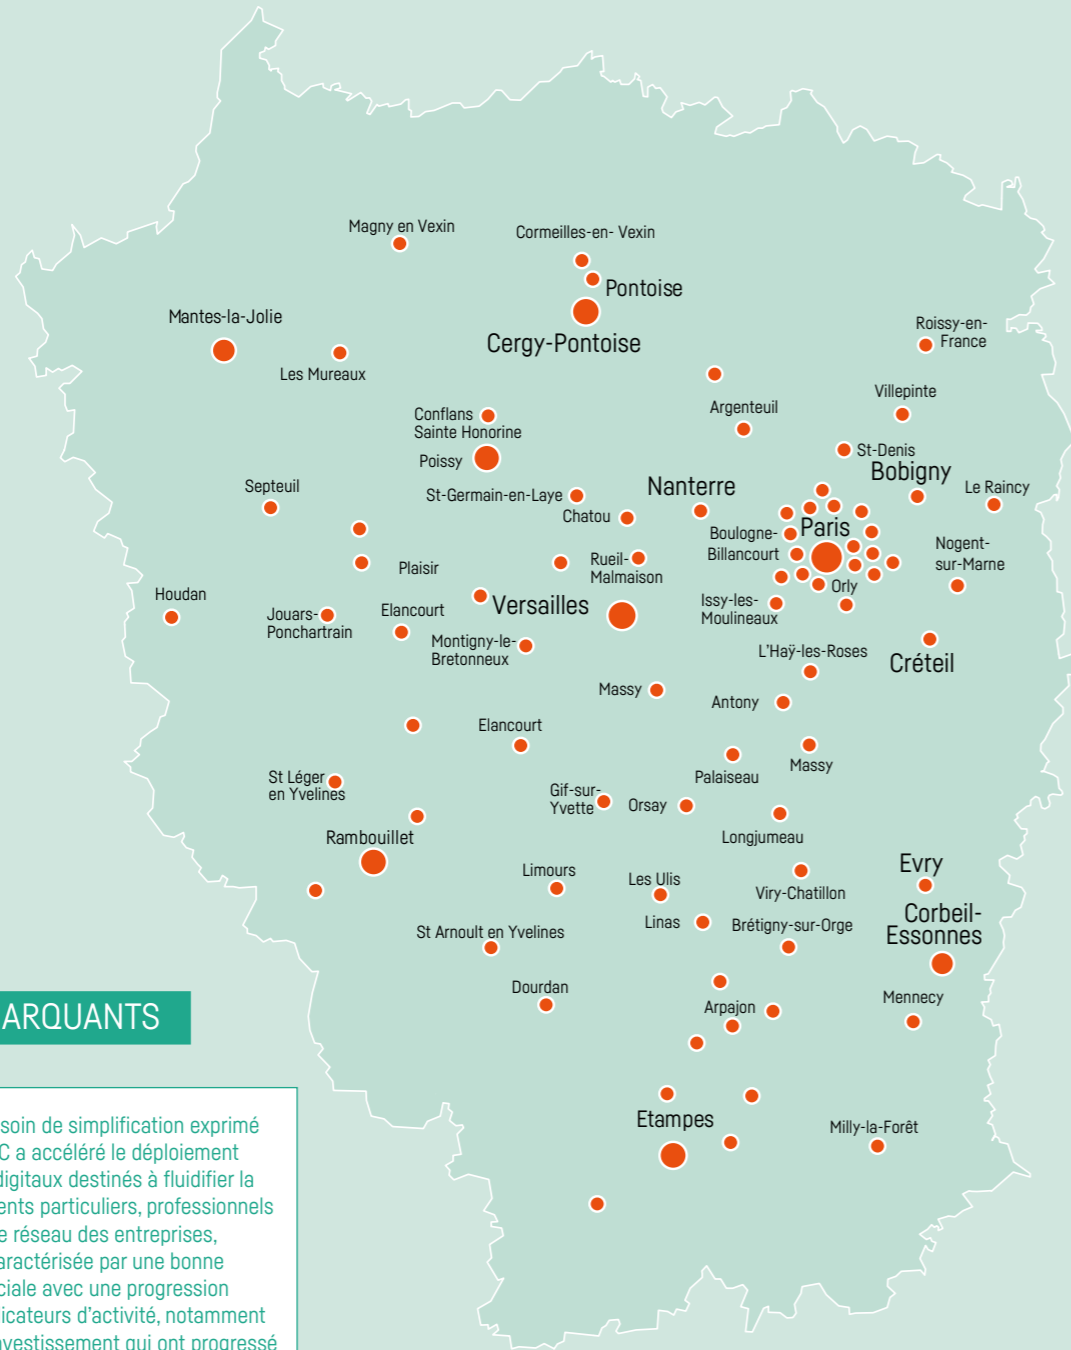 Magny en Vexin
Cormeilles-en- Vexin
Pontoise
Mantes-la-Jolie
Cergy-Pontoise
Roissy-en-
France
Les Mureaux
Villepinte
Argenteuil
Conflans
Sainte Honorine
St-Denis
Poissy
Bobigny
Septeuil
St-Germain-en-Laye
Nanterre
Le Raincy
Chatou
Paris
Boulogne-
Billancourt
Nogent-
sur-Marne
Plaisir
Rueil-
Malmaison
Orly
Houdan
Jouars-
Ponchartrain
Elancourt
Versailles
Issy-les-
Moulineaux
Montigny-le-
Bretonneux
L'Haÿ-les-Roses
Créteil
Massy
Antony
Elancourt
Massy
St Léger
en Yvelines
Palaiseau
Gif-sur-
Yvette
Orsay
Rambouillet
Longjumeau
Limours
Les Ulis
Evry
Viry-Chatillon
Linas
Brétigny-sur-Orge
Corbeil-
Essonnes
St Arnoult en Yvelines
Dourdan
Arpajon
Mennecy
ARQUANTS
Etampes
Milly-la-Forêt
soin de simplification exprimé
C a accéléré le déploiement
digitaux destinés à fluidifier la
ents particuliers, professionnels
e réseau des entreprises,
aractérisée par une bonne
ciale avec une progression
licateurs d'activité, notamment
nvestissement qui ont progressé